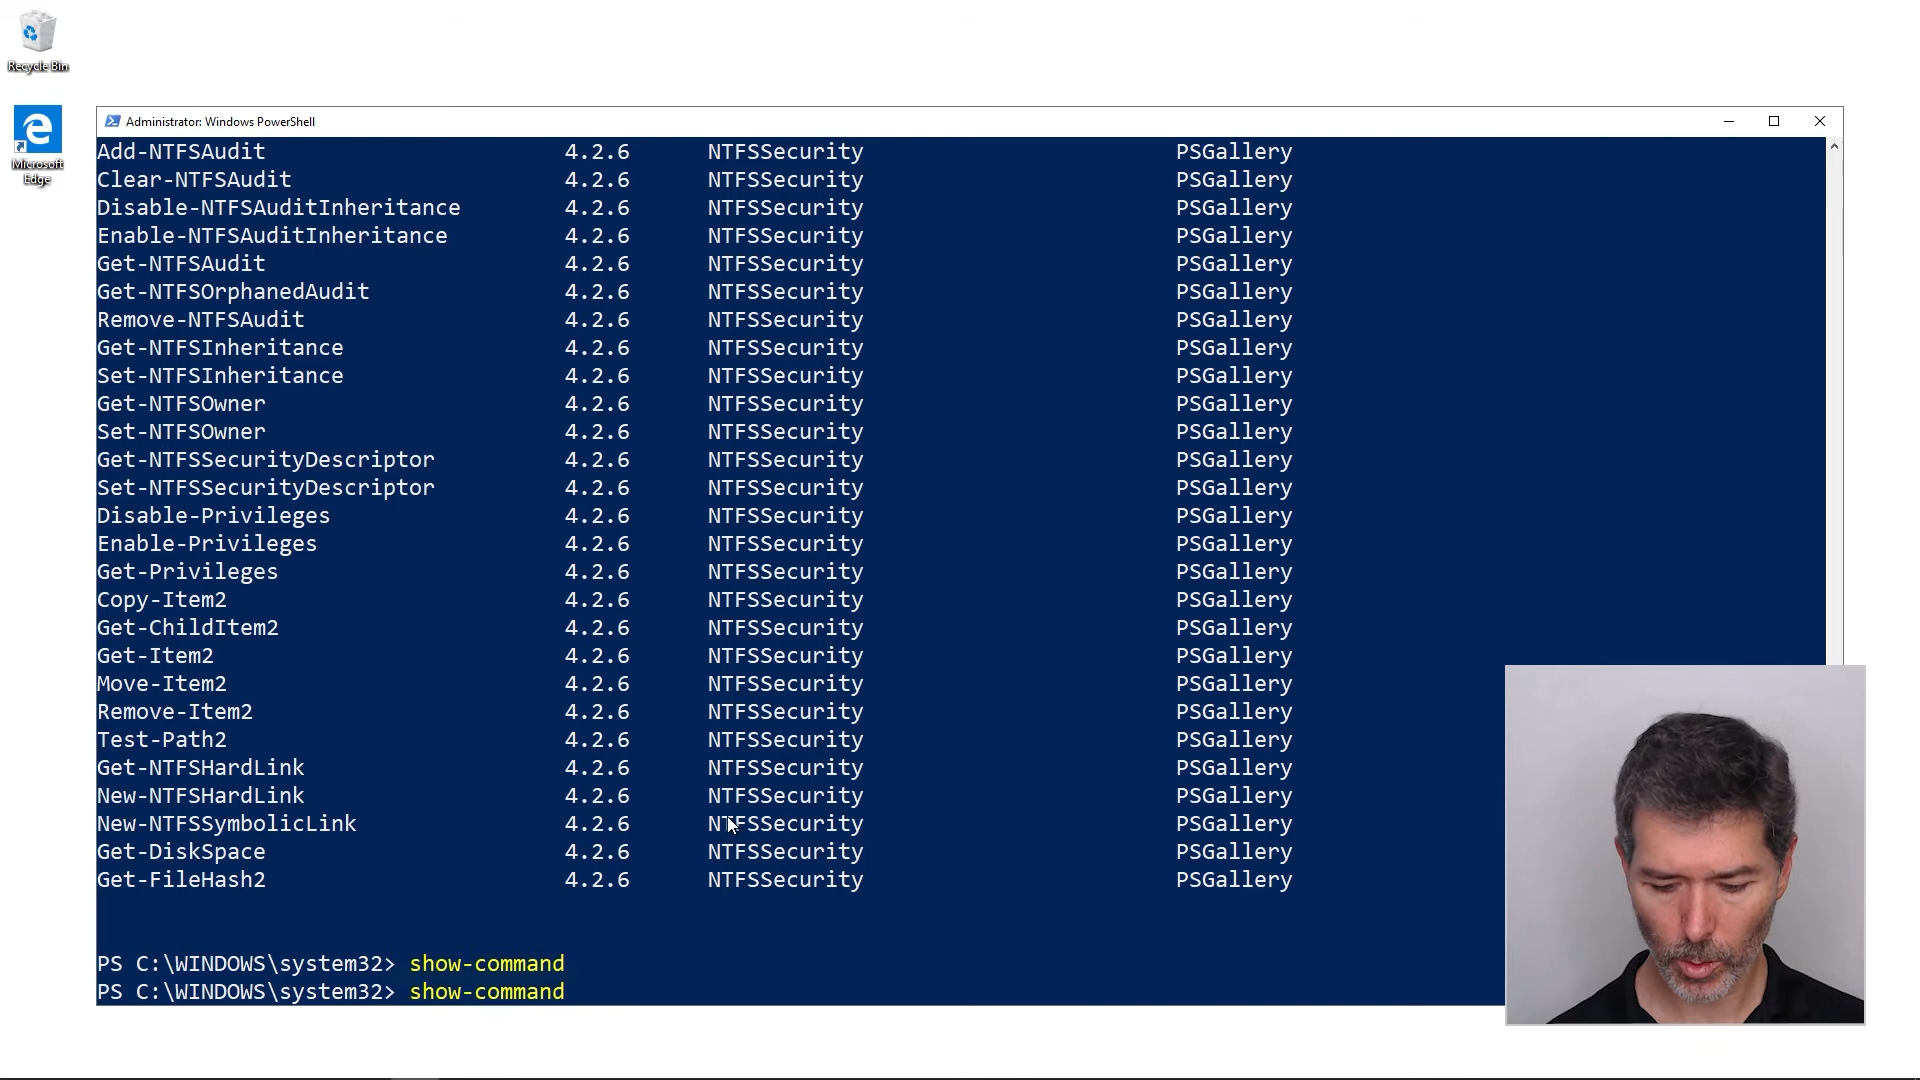 Recycle Bin
Microsoft
Edge
Administrator: Windows PowerShell
Add-NTFSAudit 4.2.6 NTFSSecurity PSGallery
Clear-NTFSAudit 4.2.6 NTFSSecurity PSGallery
Disable-NTFSAuditInheritance 4.2.6 NTFSSecurity PSGallery
Enable-NTFSAuditInheritance 4.2.6 NTFSSecurity PSGallery
Get-NTFSAudit 4.2.6 NTFSSecurity PSGallery
Get-NTFSOrphanedAudit 4.2.6 NTFSSecurity PSGallery
Remove-NTFSAudit 4.2.6 NTFSSecurity PSGallery
Get-NTFSInheritance 4.2.6 NTFSSecurity PSGallery
Set-NTFSInheritance 4.2.6 NTFSSecurity PSGallery
Get-NTFSOwner 4.2.6 NTFSSecurity PSGallery
Set-NTFSOwner 4.2.6 NTFSSecurity PSGallery
Get-NTFSSecurityDescriptor 4.2.6 NTFSSecurity PSGallery
Set-NTFSSecurityDescriptor 4.2.6 NTFSSecurity PSGallery
Disable-Privileges 4.2.6 NTFSSecurity PSGallery
Enable-Privileges 4.2.6 NTFSSecurity PSGallery
Get-Privileges 4.2.6 NTFSSecurity PSGallery
Copy-Item2 4.2.6 NTFSSecurity PSGallery
Get-ChildItem2 4.2.6 NTFSSecurity PSGallery
Get-Item2 4.2.6 NTFSSecurity PSGallery
Move-Item2 4.2.6 NTFSSecurity PSGallery
Remove-Item2 4.2.6 NTFSSecurity PSGallery
Test-Path2 4.2.6 NTFSSecurity PSGallery
Get-NTFSHardLink 4.2.6 NTFSSecurity PSGallery
New-NTFSHardLink 4.2.6 NTFSSecurity PSGallery
New-NTFSSymbolicLink 4.2.6 NTFSSecurity PSGallery
Get-DiskSpace 4.2.6 NTFSSecurity PSGallery
Get-FileHash2 4.2.6 NTFSSecurity PSGallery
PS C:\WINDOWS\system32> show-command
PS C:\WINDOWS\system32> show-command